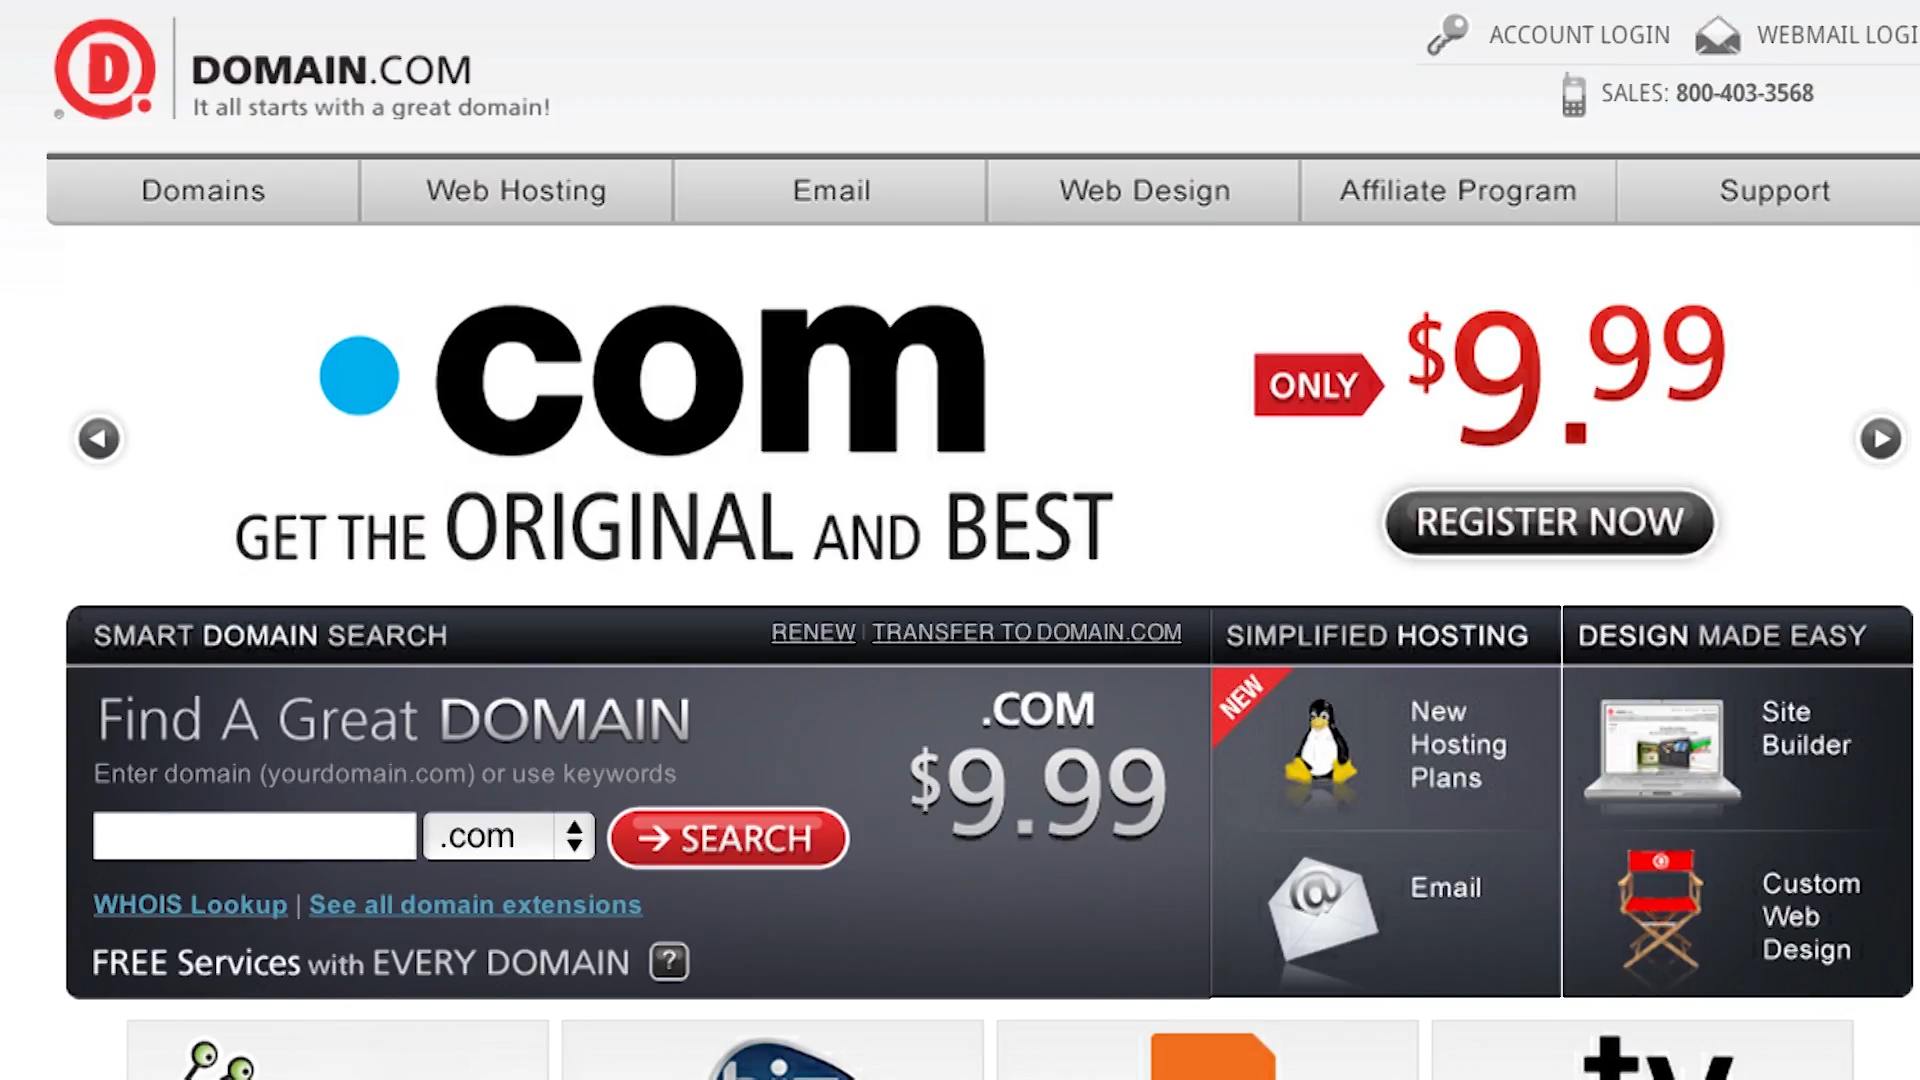 DOMAIN.COM
It all starts with a great domain!
ACCOUNT LOGIN
WEBMAIL LOGI
SALES: 800-403-3568
Domains
Web Hosting
Email
Web Design
Affiliate Program
Support
.com
GET THE ORIGINAL AND BEST
ONLY
$9.99
REGISTER NOW
SMART DOMAIN SEARCH
RENEW | TRANSFER TO DOMAIN.COM
Find A Great DOMAIN
Enter domain (yourdomain.com) or use keywords
.com
SEARCH
.COM
$9.99
WHOIS Lookup | See all domain extensions
FREE Services with EVERY DOMAIN ?
SIMPLIFIED HOSTING
NEW
New
Hosting
Plans
@
Email
DESIGN MADE EASY
Site
Builder
Custom
Web
Design
tv